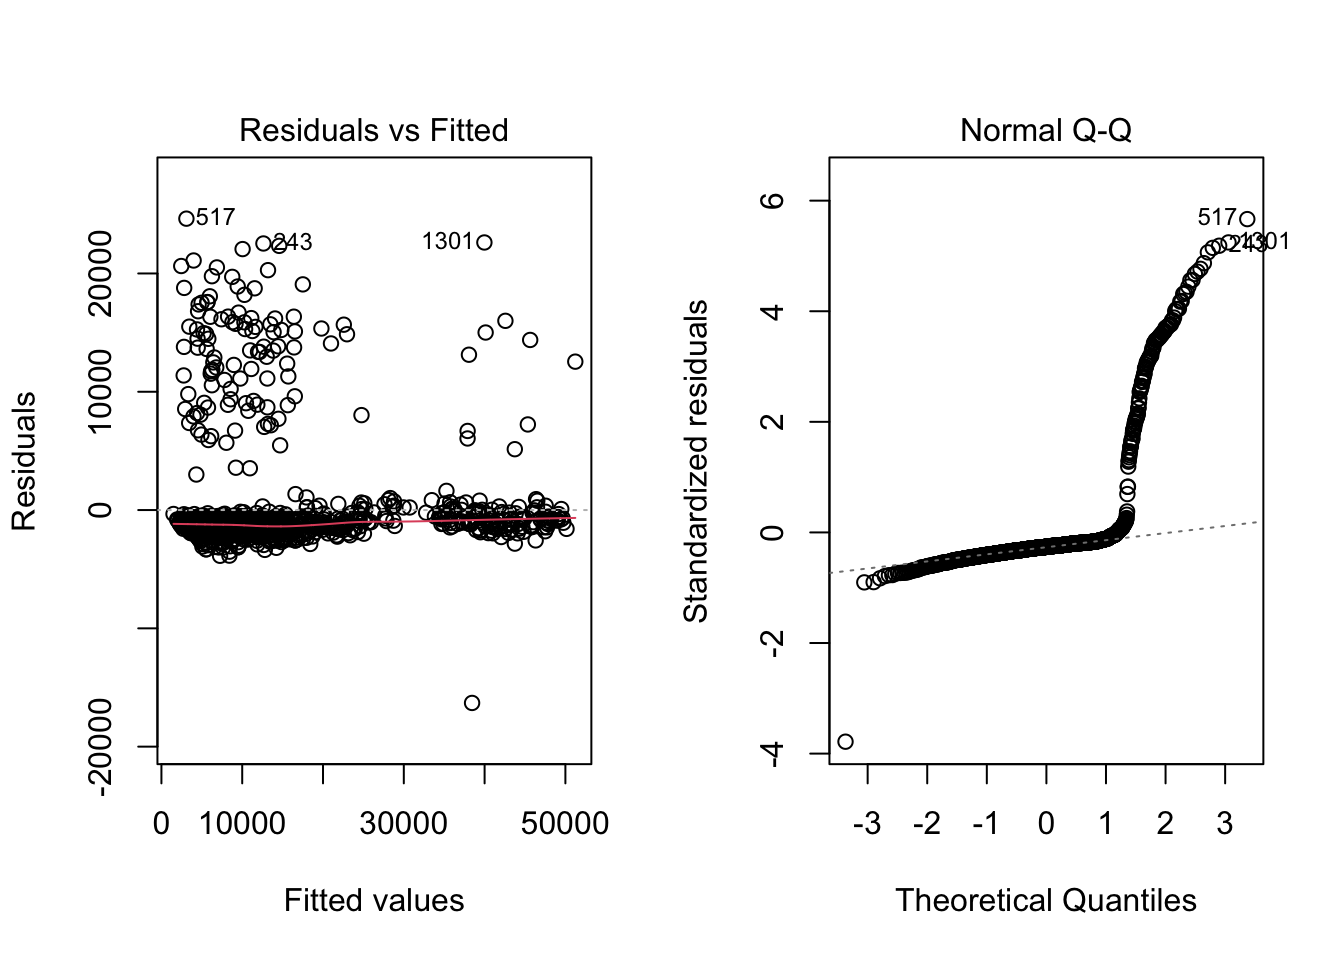 Residuals vs Fitted
517
243
1301
Residuals
20000
10000
0
-20000
0 10000 30000 50000
Fitted values
Normal Q-Q
517
1301
243
Standardized residuals
6
4
2
0
-2
-4
-3 -2 -1 0 1 2 3
Theoretical Quantiles